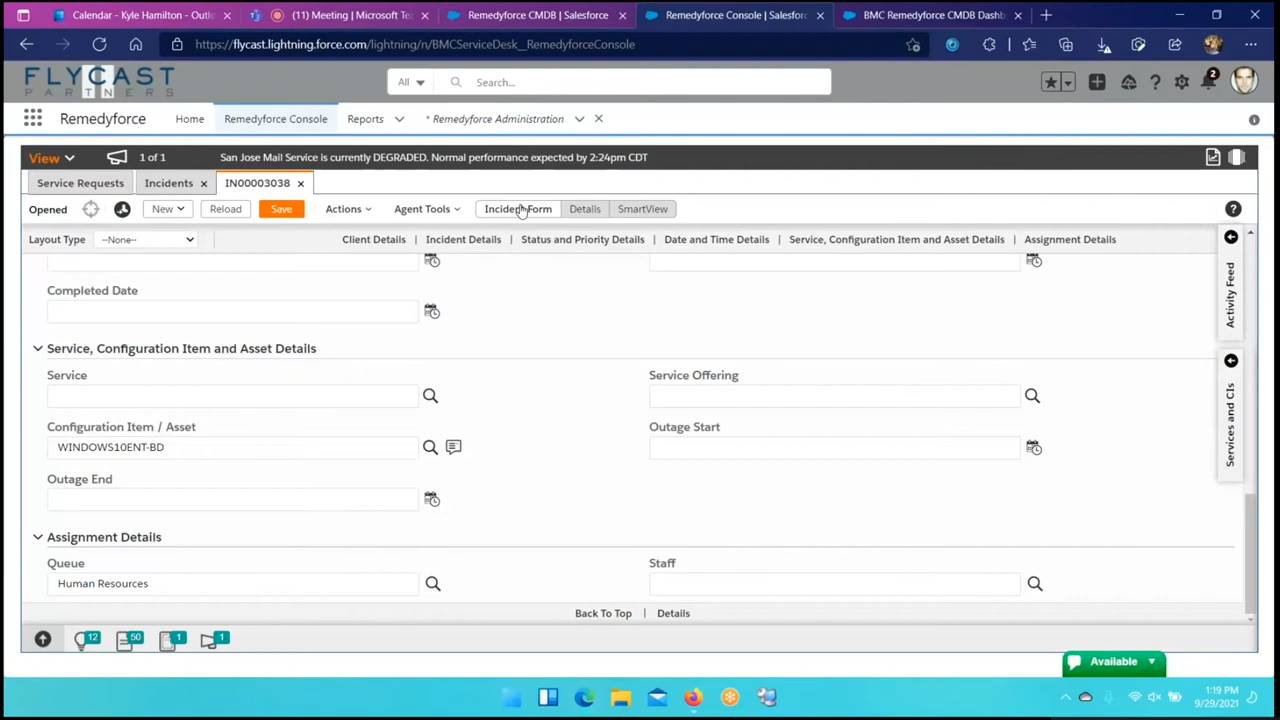 Calendar - Kyle Hamilton - Outlo
(11) Meeting | Microsoft Te
Remedyforce CMDB | Salesforce
Remedyforce Console | Salesforc
BMC Remedyforce CMDB Dashb
https://flycast.lightning.force.com/lightning/n/BMCServiceDesk__RemedyforceConsole
FLYCAST
PARTNERS
All
Search...
2
Remedyforce
Home
Remedyforce Console
Reports
* Remedyforce Administration
View
1 of 1
San Jose Mail Service is currently DEGRADED. Normal performance expected by 2:24pm CDT
Service Requests
Incidents
IN00003038
Opened
New
Reload
Save
Actions
Agent Tools
Incident Form
Details
SmartView
Layout Type
--None--
Client Details | Incident Details | Status and Priority Details | Date and Time Details | Service, Configuration Item and Asset Details | Assignment Details
Activity Feed
Completed Date
Service, Configuration Item and Asset Details
Service
Service Offering
Configuration Item / Asset
WINDOWS10ENT-BD
Outage Start
Services and CIs
Outage End
Assignment Details
Queue
Human Resources
Staff
Back To Top | Details
12
50
1
1
Available
1:19 PM
9/29/2021